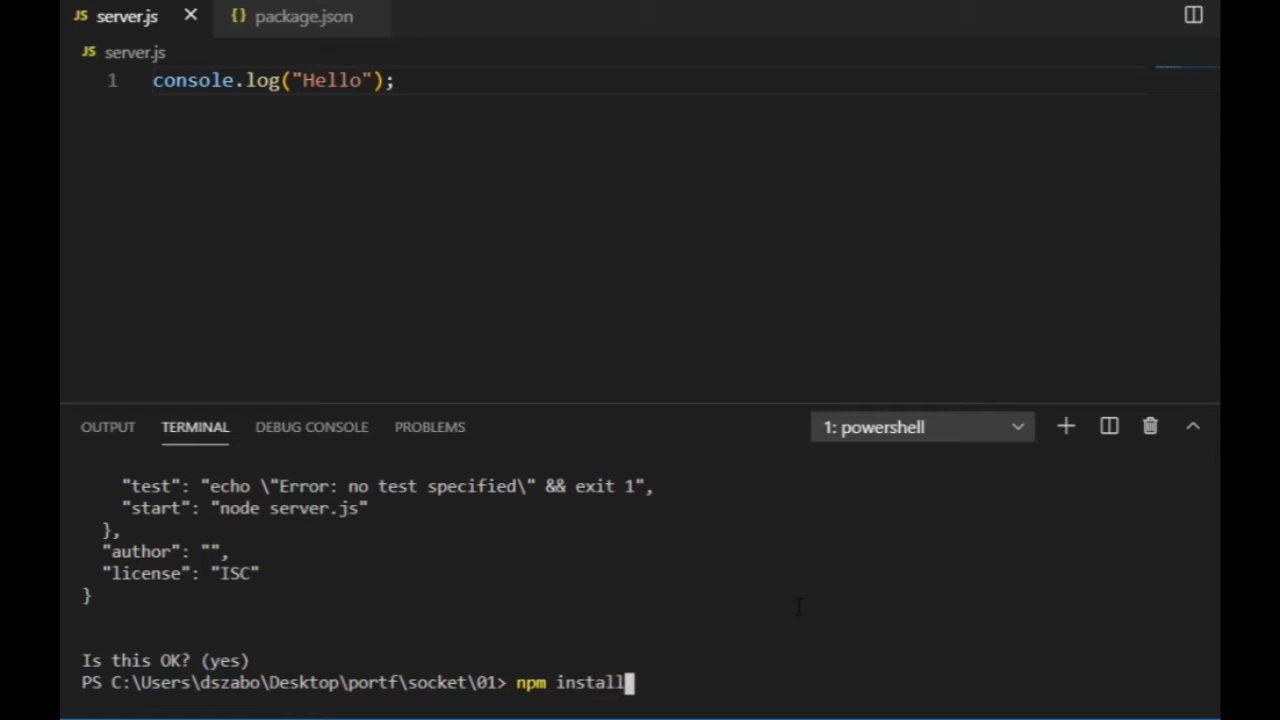 JS server.js × {} package.json
JS server.js
1 console.log("Hello");
OUTPUT TERMINAL DEBUG CONSOLE PROBLEMS 1: powershell
"test": "echo \"Error: no test specified\" && exit 1",
"start": "node server.js"
},
"author": "",
"license": "ISC"
}
Is this OK? (yes)
PS C:\Users\dszabo\Desktop\portf\socket\01> npm install